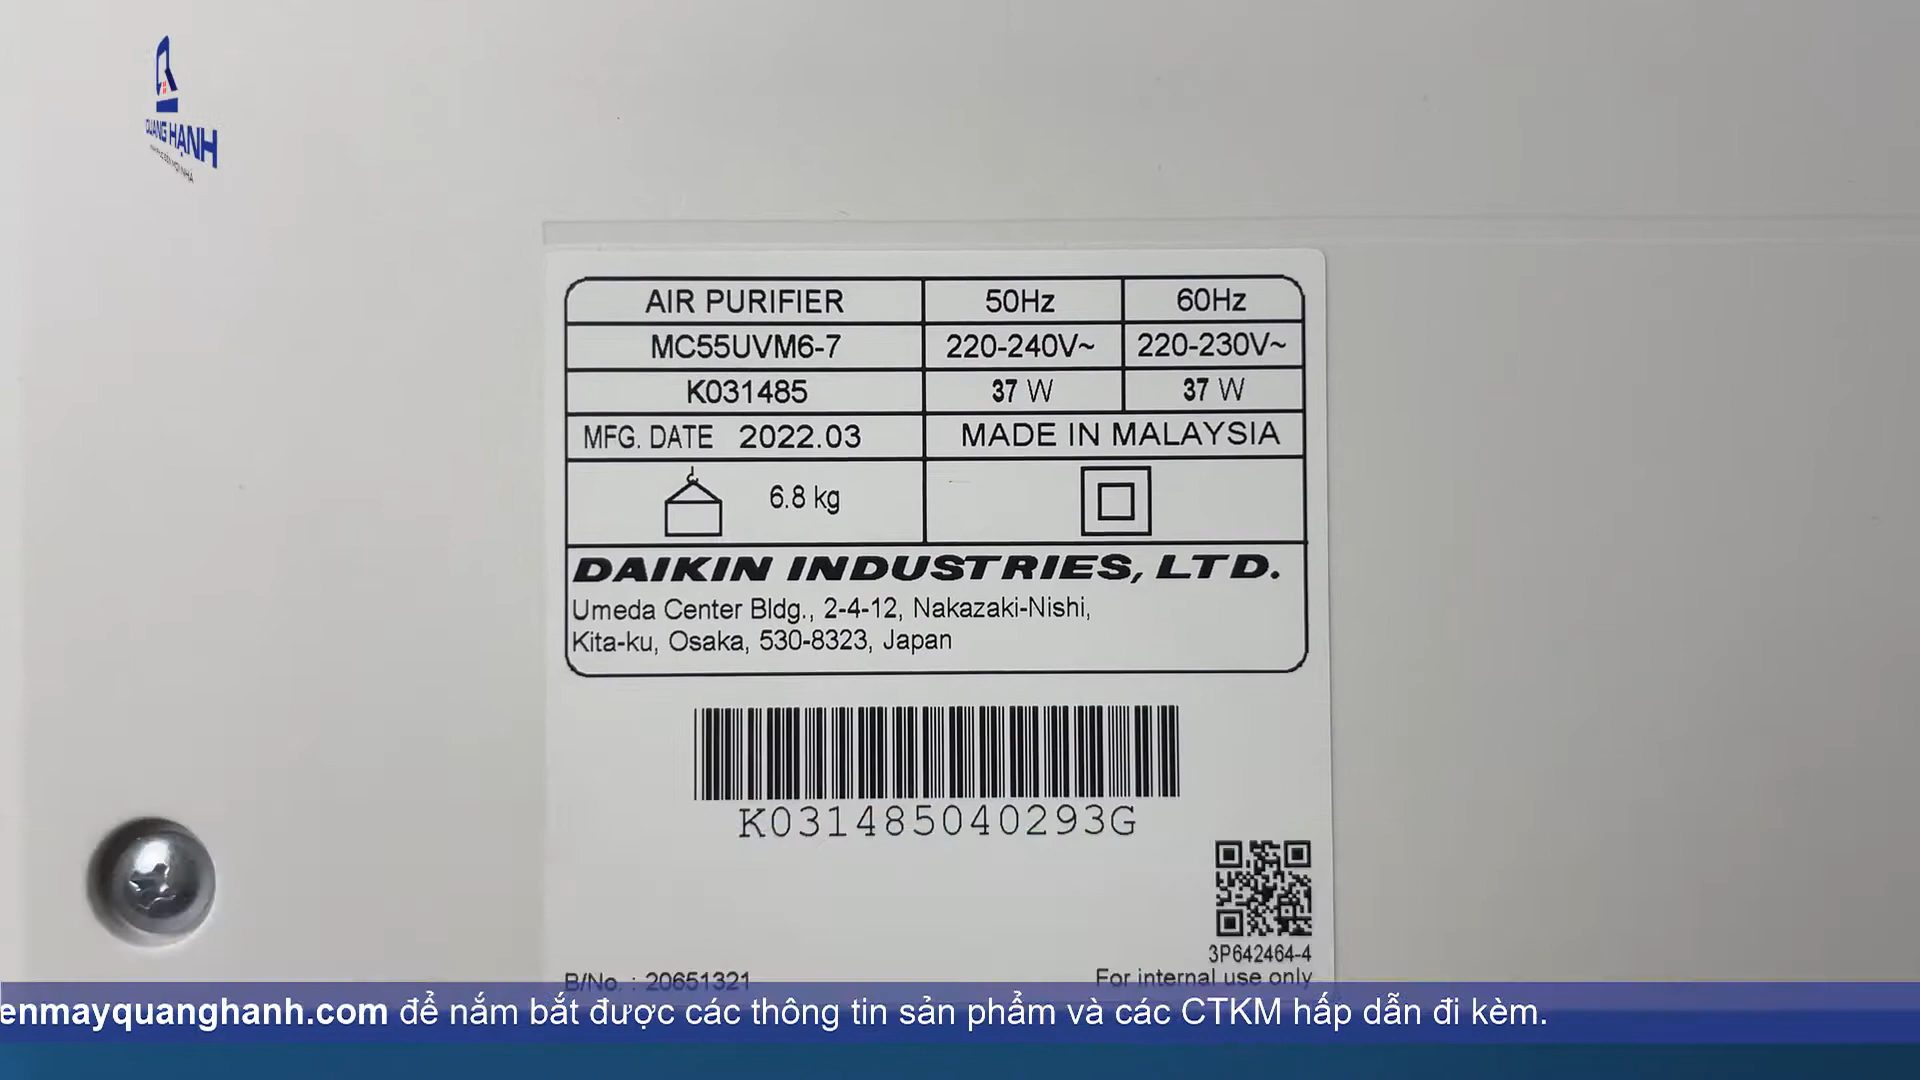 QUANG HẠNH
AIR PURIFIER 50Hz 60Hz
MC55UVM6-7 220-240V~ 220-230V~
K031485 37 W 37 W
MFG. DATE 2022.03 MADE IN MALAYSIA
6.8 kg
DAIKIN INDUSTRIES, LTD.
Umeda Center Bldg., 2-4-12, Nakazaki-Nishi,
Kita-ku, Osaka, 530-8323, Japan
K031485040293G
3P642464-4
B/No. : 20651321 For internal use only
enmayquanghanh.com để nắm bắt được các thông tin sản phẩm và các CTKM hấp dẫn đi kèm.